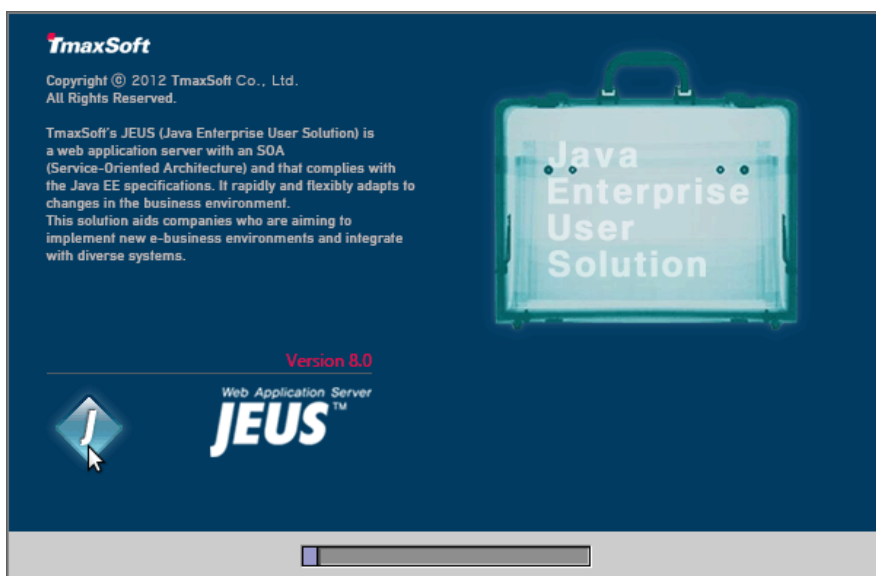 TmaxSoft
Copyright © 2012 TmaxSoft Co., Ltd.
All Rights Reserved.
TmaxSoft's JEUS (Java Enterprise User Solution) is
a web application server with an SOA
(Service-Oriented Architecture) and that complies with
the Java EE specifications. It rapidly and flexibly adapts to
changes in the business environment.
This solution aids companies who are aiming to
implement new e-business environments and integrate
with diverse systems.
Java
Enterprise
User
Solution
Version 8.0
J
Web Application Server
JEUS™